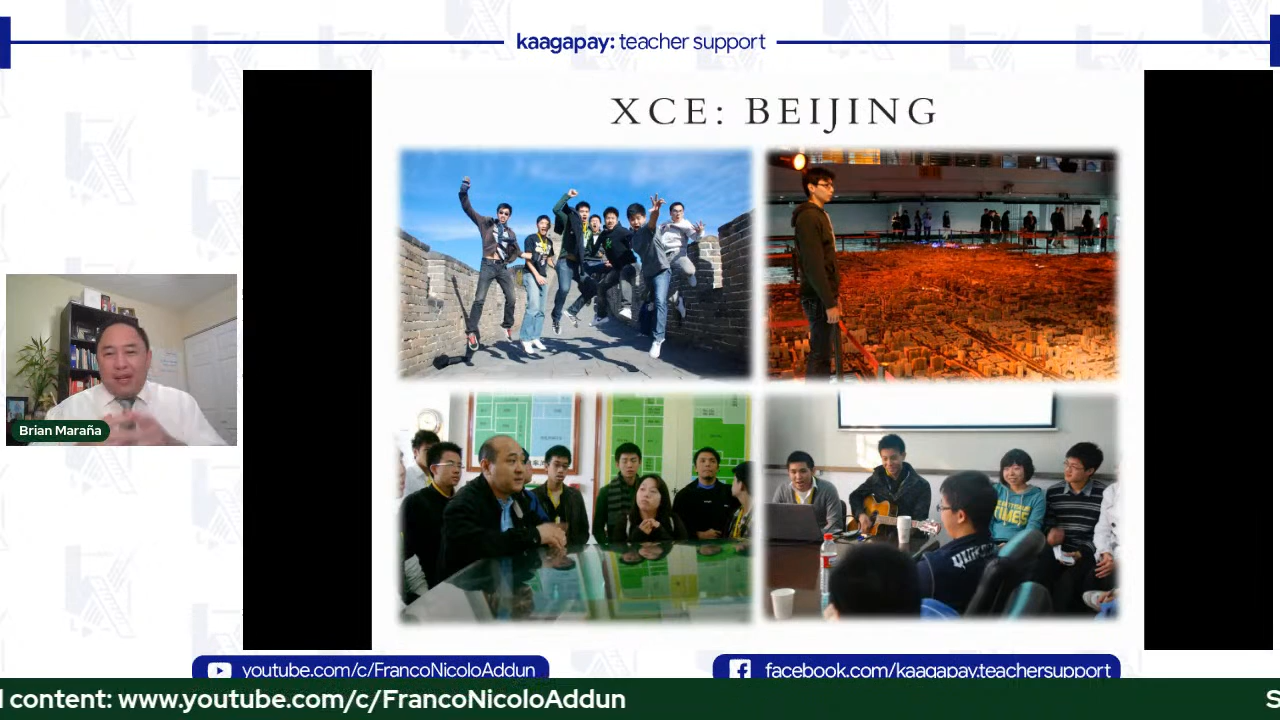 kaagapay: teacher support
XCE: BEIJING
Brian Maraña
TIMES
youtube.com/c/FrancoNicoloAddun
facebook.com/kaagapay.teachersupport
l content: www.youtube.com/c/FrancoNicoloAddun
S